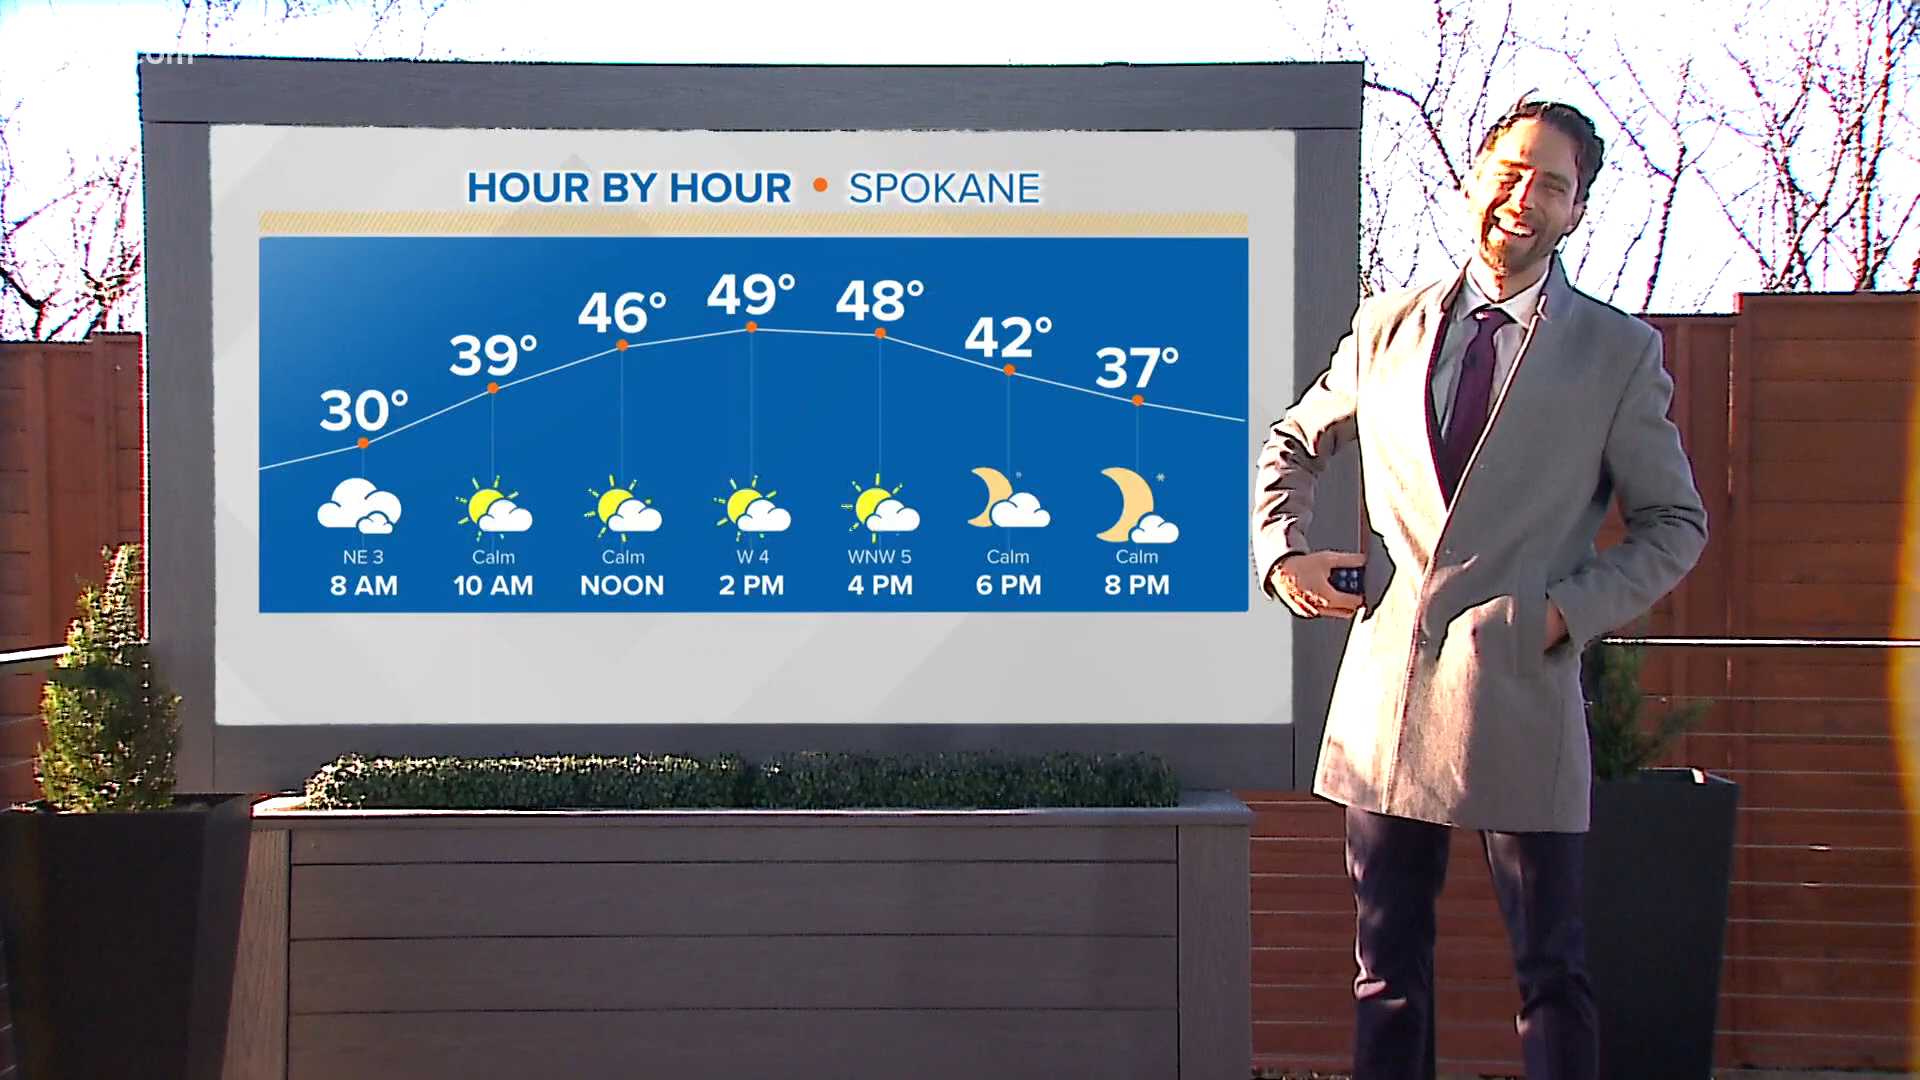 .com
HOUR BY HOUR • SPOKANE
30° 39° 46° 49° 48° 42° 37°
NE 3 Calm Calm W 4 WNW 5 Calm Calm
8 AM 10 AM NOON 2 PM 4 PM 6 PM 8 PM